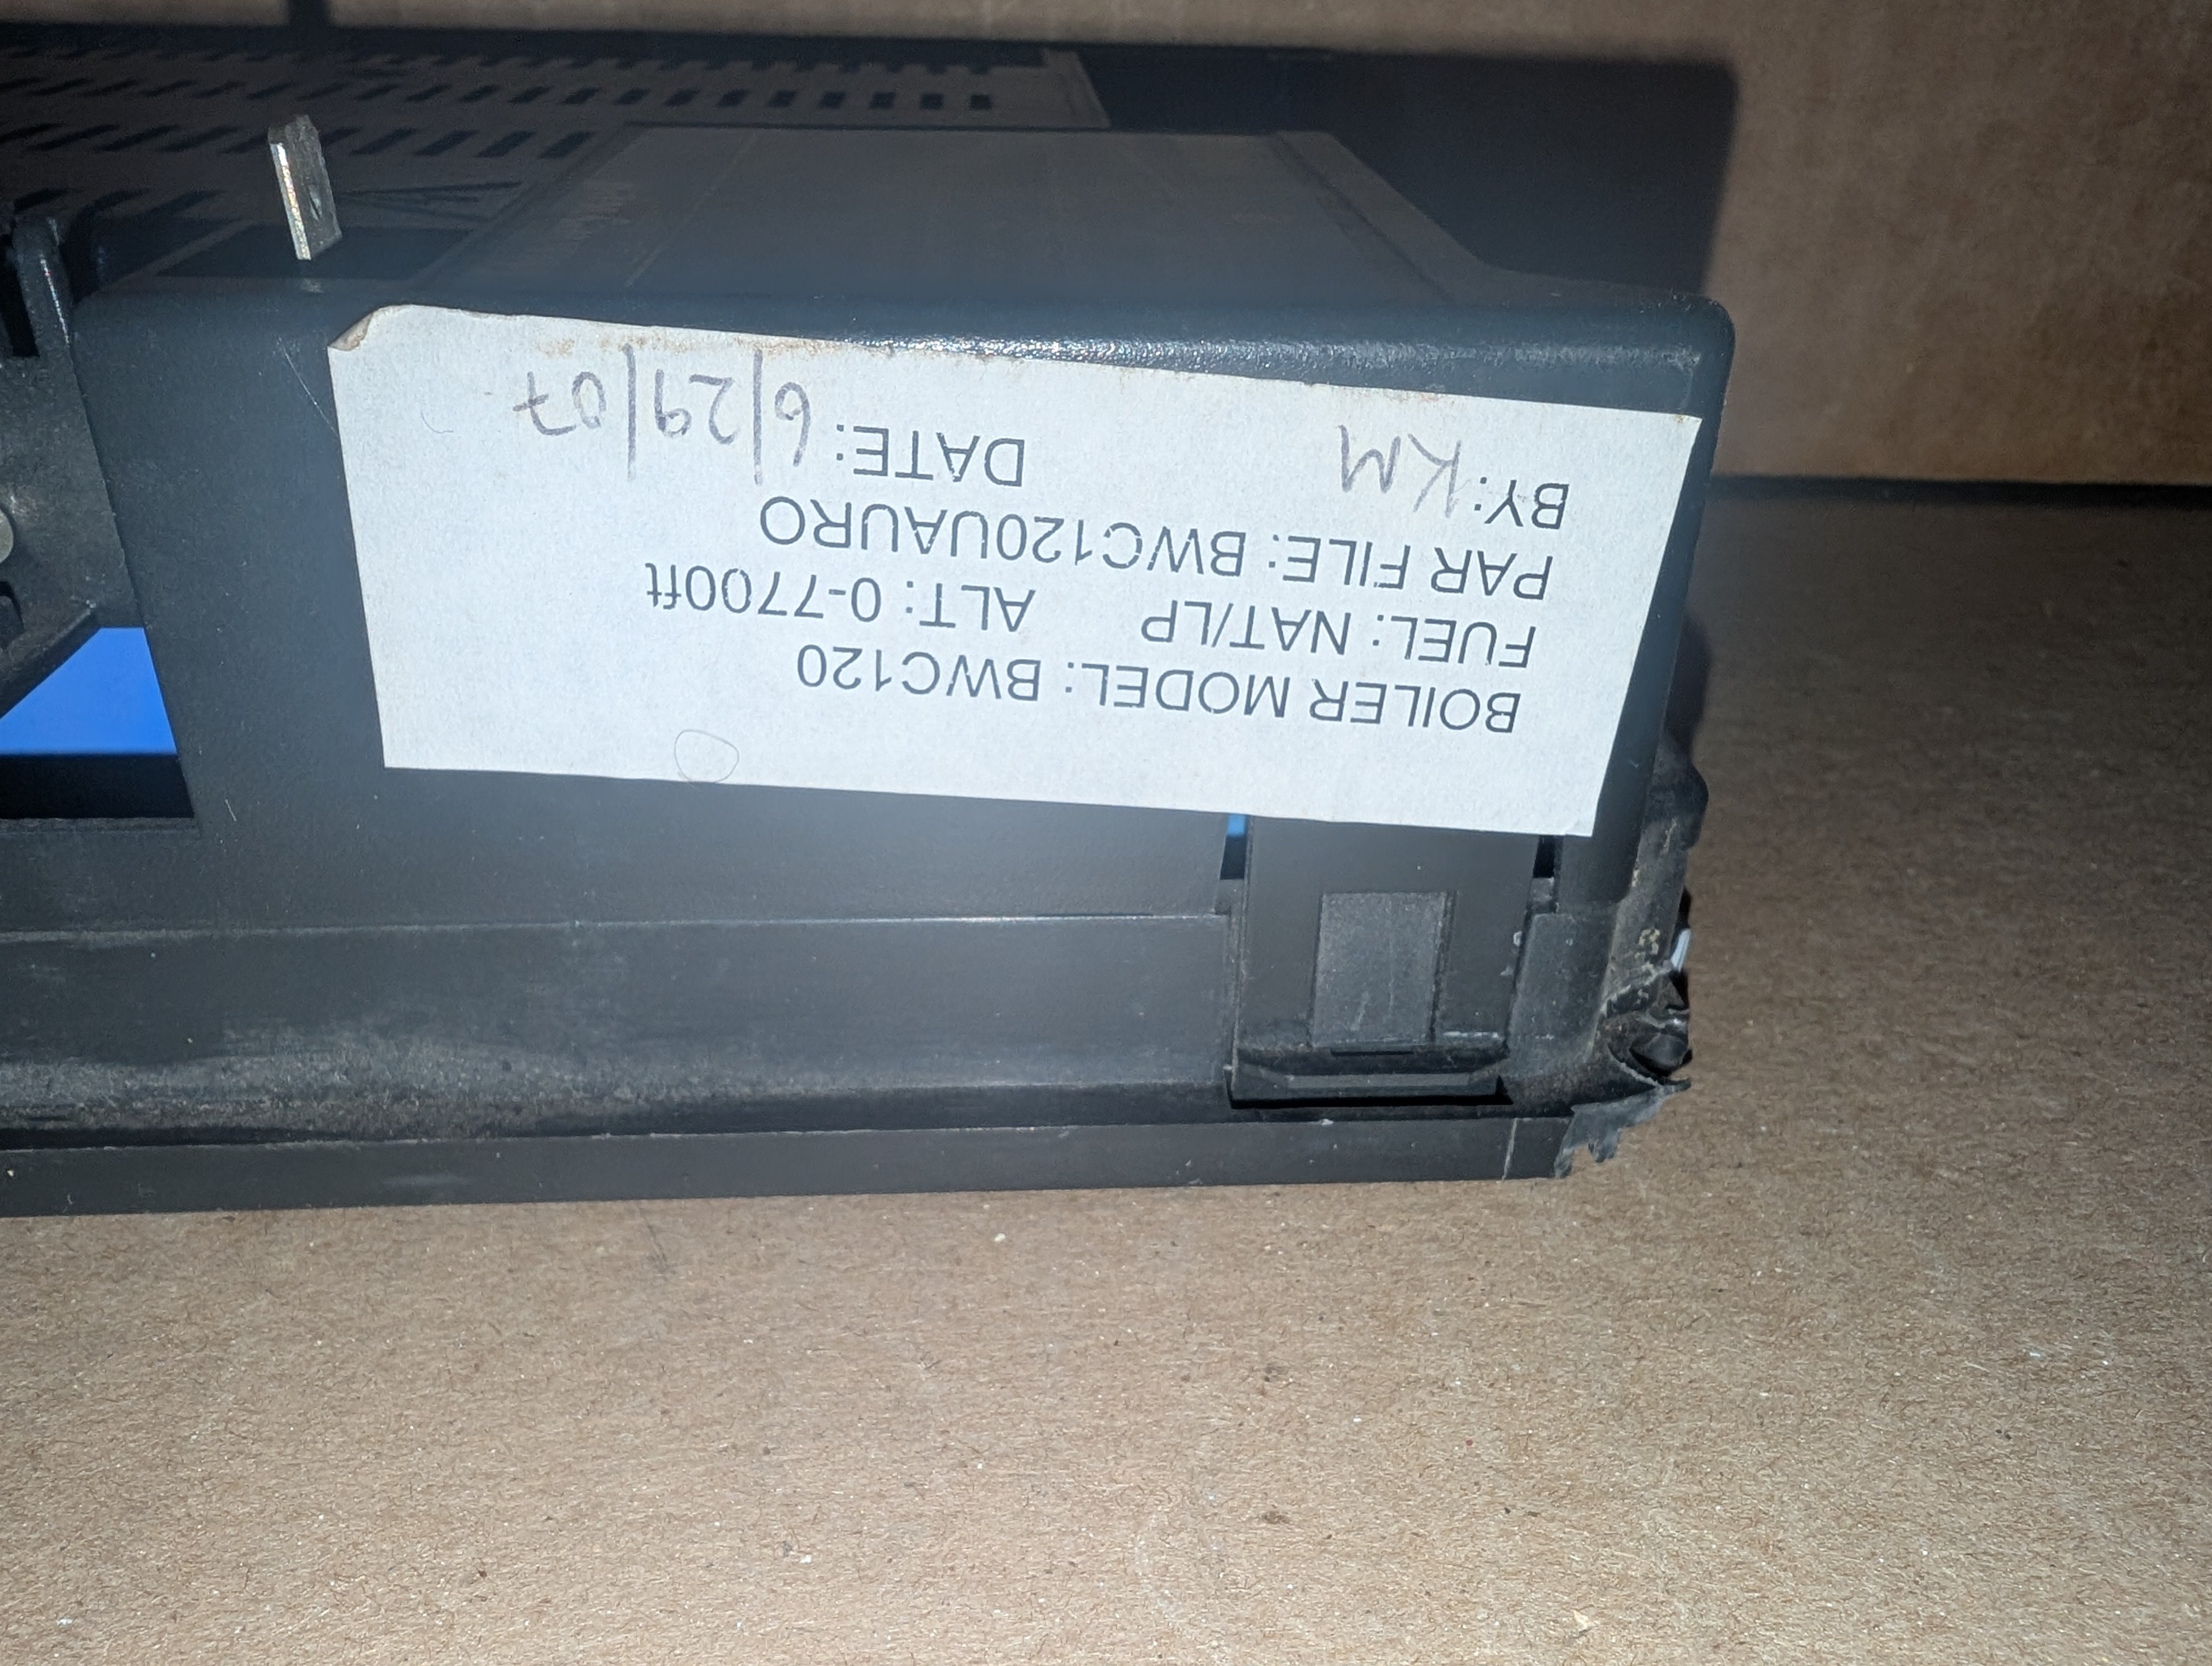 BOILER MODEL: BWC120
FUEL: NAT/LP ALT: 0-7700ft
PAR FILE: BWC120UAURO
BY: KM DATE: 6/29/07